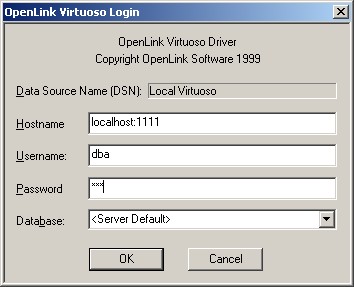 OpenLink Virtuoso Login
OpenLink Virtuoso Driver
Copyright OpenLink Software 1999
Data Source Name (DSN): Local Virtuoso
Hostname localhost:1111
Username: dba
Password ***
Database: <Server Default>
OK Cancel